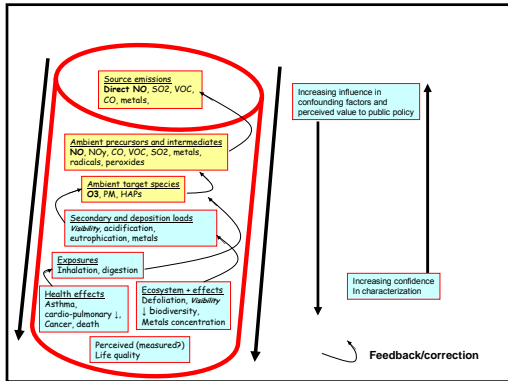 Source emissions
Direct NO, SO2, VOC,
CO, metals,
Increasing influence in
confounding factors and
perceived value to public policy
Ambient precursors and intermediates
NO, NOy, CO, VOC, SO2, metals,
radicals, peroxides
Ambient target species
O3, PM, HAPs
Secondary and deposition loads
Visibility, acidification,
eutrophication, metals
Exposures
Inhalation, digestion
Health effects
Asthma,
cardio-pulmonary ↓,
Cancer, death
Ecosystem + effects
Defoliation, Visibility
↓ biodiversity,
Metals concentration
Increasing confidence
In characterization
Perceived (measured?)
Life quality
Feedback/correction